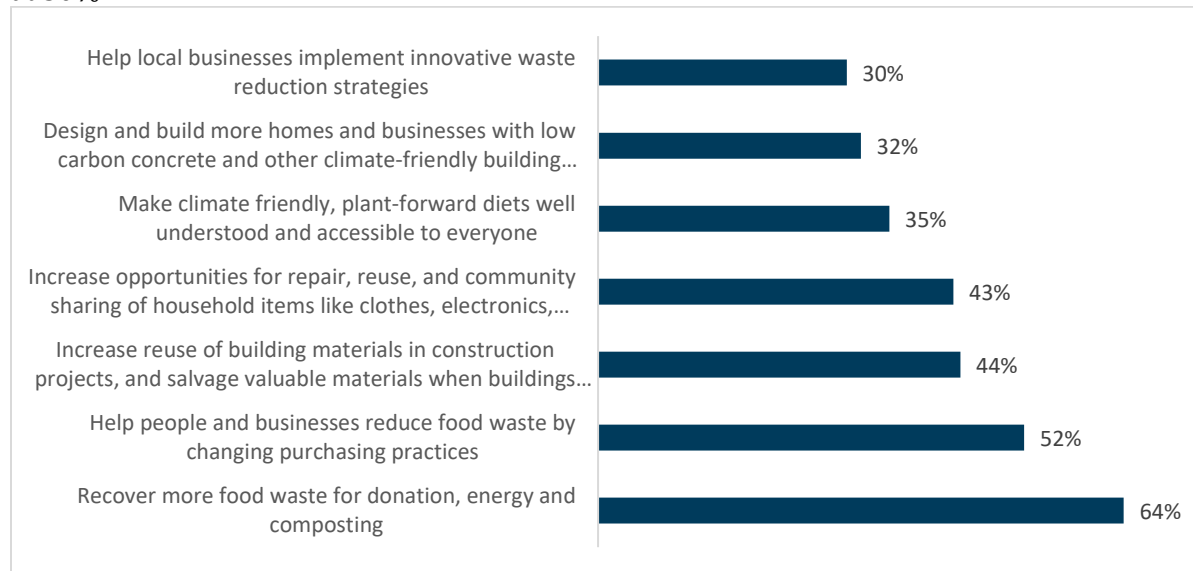 Help local businesses implement innovative waste
reduction strategies
30%
Design and build more homes and businesses with low
carbon concrete and other climate-friendly building...
32%
Make climate friendly, plant-forward diets well
understood and accessible to everyone
35%
Increase opportunities for repair, reuse, and community
sharing of household items like clothes, electronics,...
43%
Increase reuse of building materials in construction
projects, and salvage valuable materials when buildings...
44%
Help people and businesses reduce food waste by
changing purchasing practices
52%
Recover more food waste for donation, energy and
composting
64%